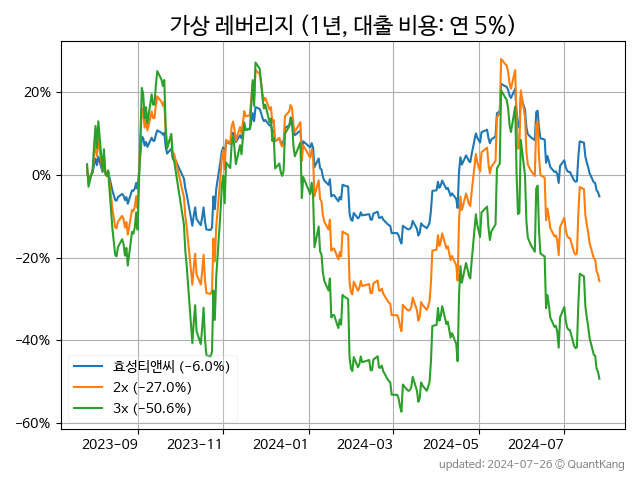 가상 레버리지 (1년, 대출 비용: 연 5%)
20%
0%
−20%
−40%
−60%
효성티앤씨 (−6.0%)
2x (−27.0%)
3x (−50.6%)
2023−09 2023−11 2024−01 2024−03 2024−05 2024−07
updated: 2024−07−26 © QuantKang